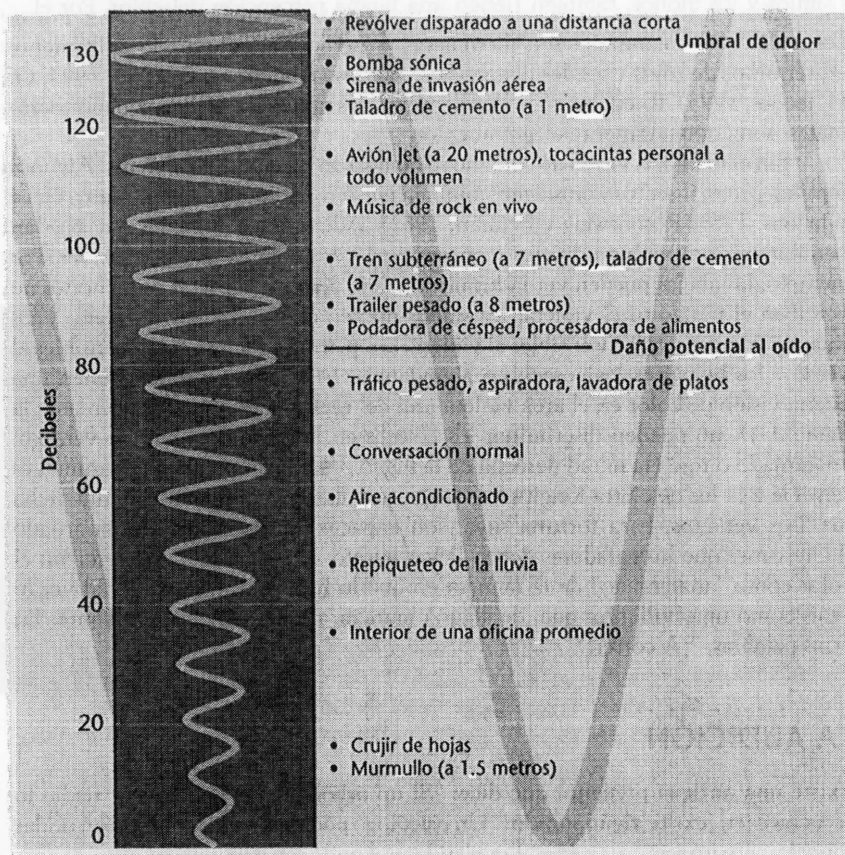 Decibeles
• Revólver disparado a una distancia corta
Umbral de dolor
130
• Bomba sónica
• Sirena de invasión aérea
• Taladro de cemento (a 1 metro)
120
• Avión Jet (a 20 metros), tocacintas personal a
todo volumen
• Música de rock en vivo
100
• Tren subterráneo (a 7 metros), taladro de cemento
(a 7 metros)
• Trailer pesado (a 8 metros)
• Podadora de césped, procesadora de alimentos
Daño potencial al oído
80
• Tráfico pesado, aspiradora, lavadora de platos
• Conversación normal
60
• Aire acondicionado
• Repiqueteo de la lluvia
40
• Interior de una oficina promedio
20
• Crujir de hojas
• Murmullo (a 1.5 metros)
0